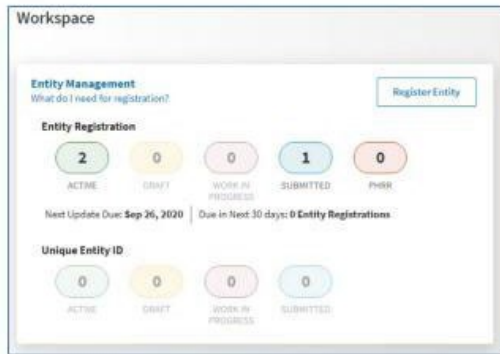 Workspace
Entity Management
What do I need for registration?
Register Entity
Entity Registration
2 0 0 1 0
ACTIVE DRAFT WORK IN PROGRESS SUBMITTED PHRR
Next Update Due: Sep 26, 2020 | Due in Next 30 days: 0 Entity Registrations
Unique Entity ID
0 0 0 0
ACTIVE DRAFT WORK IN PROGRESS SUBMITTED